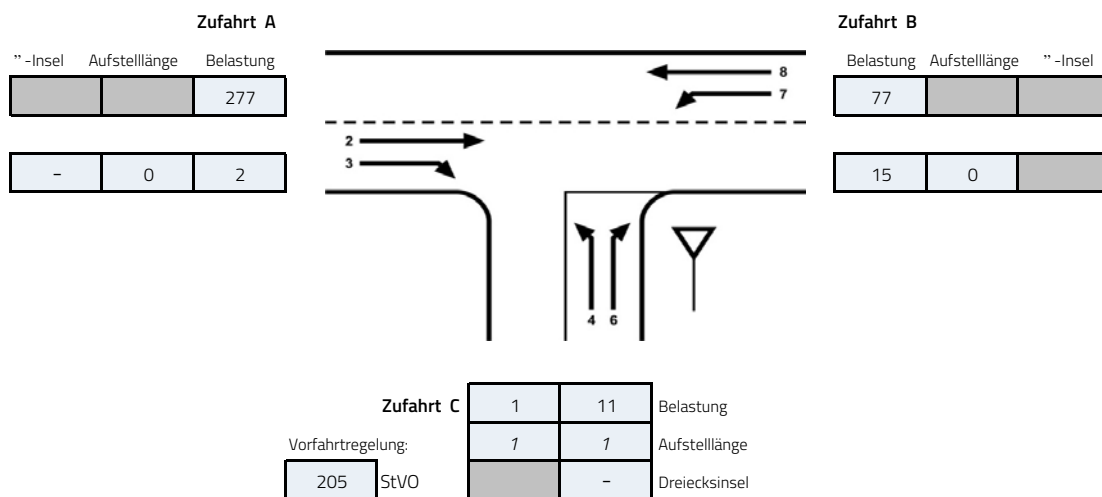 Zufahrt A
Zufahrt B
”-Insel Aufstelllänge Belastung
Belastung Aufstelllänge ”-Insel
277
8
7
77
2
3
- 0 2
15 0
4 6
Zufahrt C 1 11 Belastung
Vorfahrtregelung: 1 1 Aufstelllänge
205 StVO - Dreiecksinsel